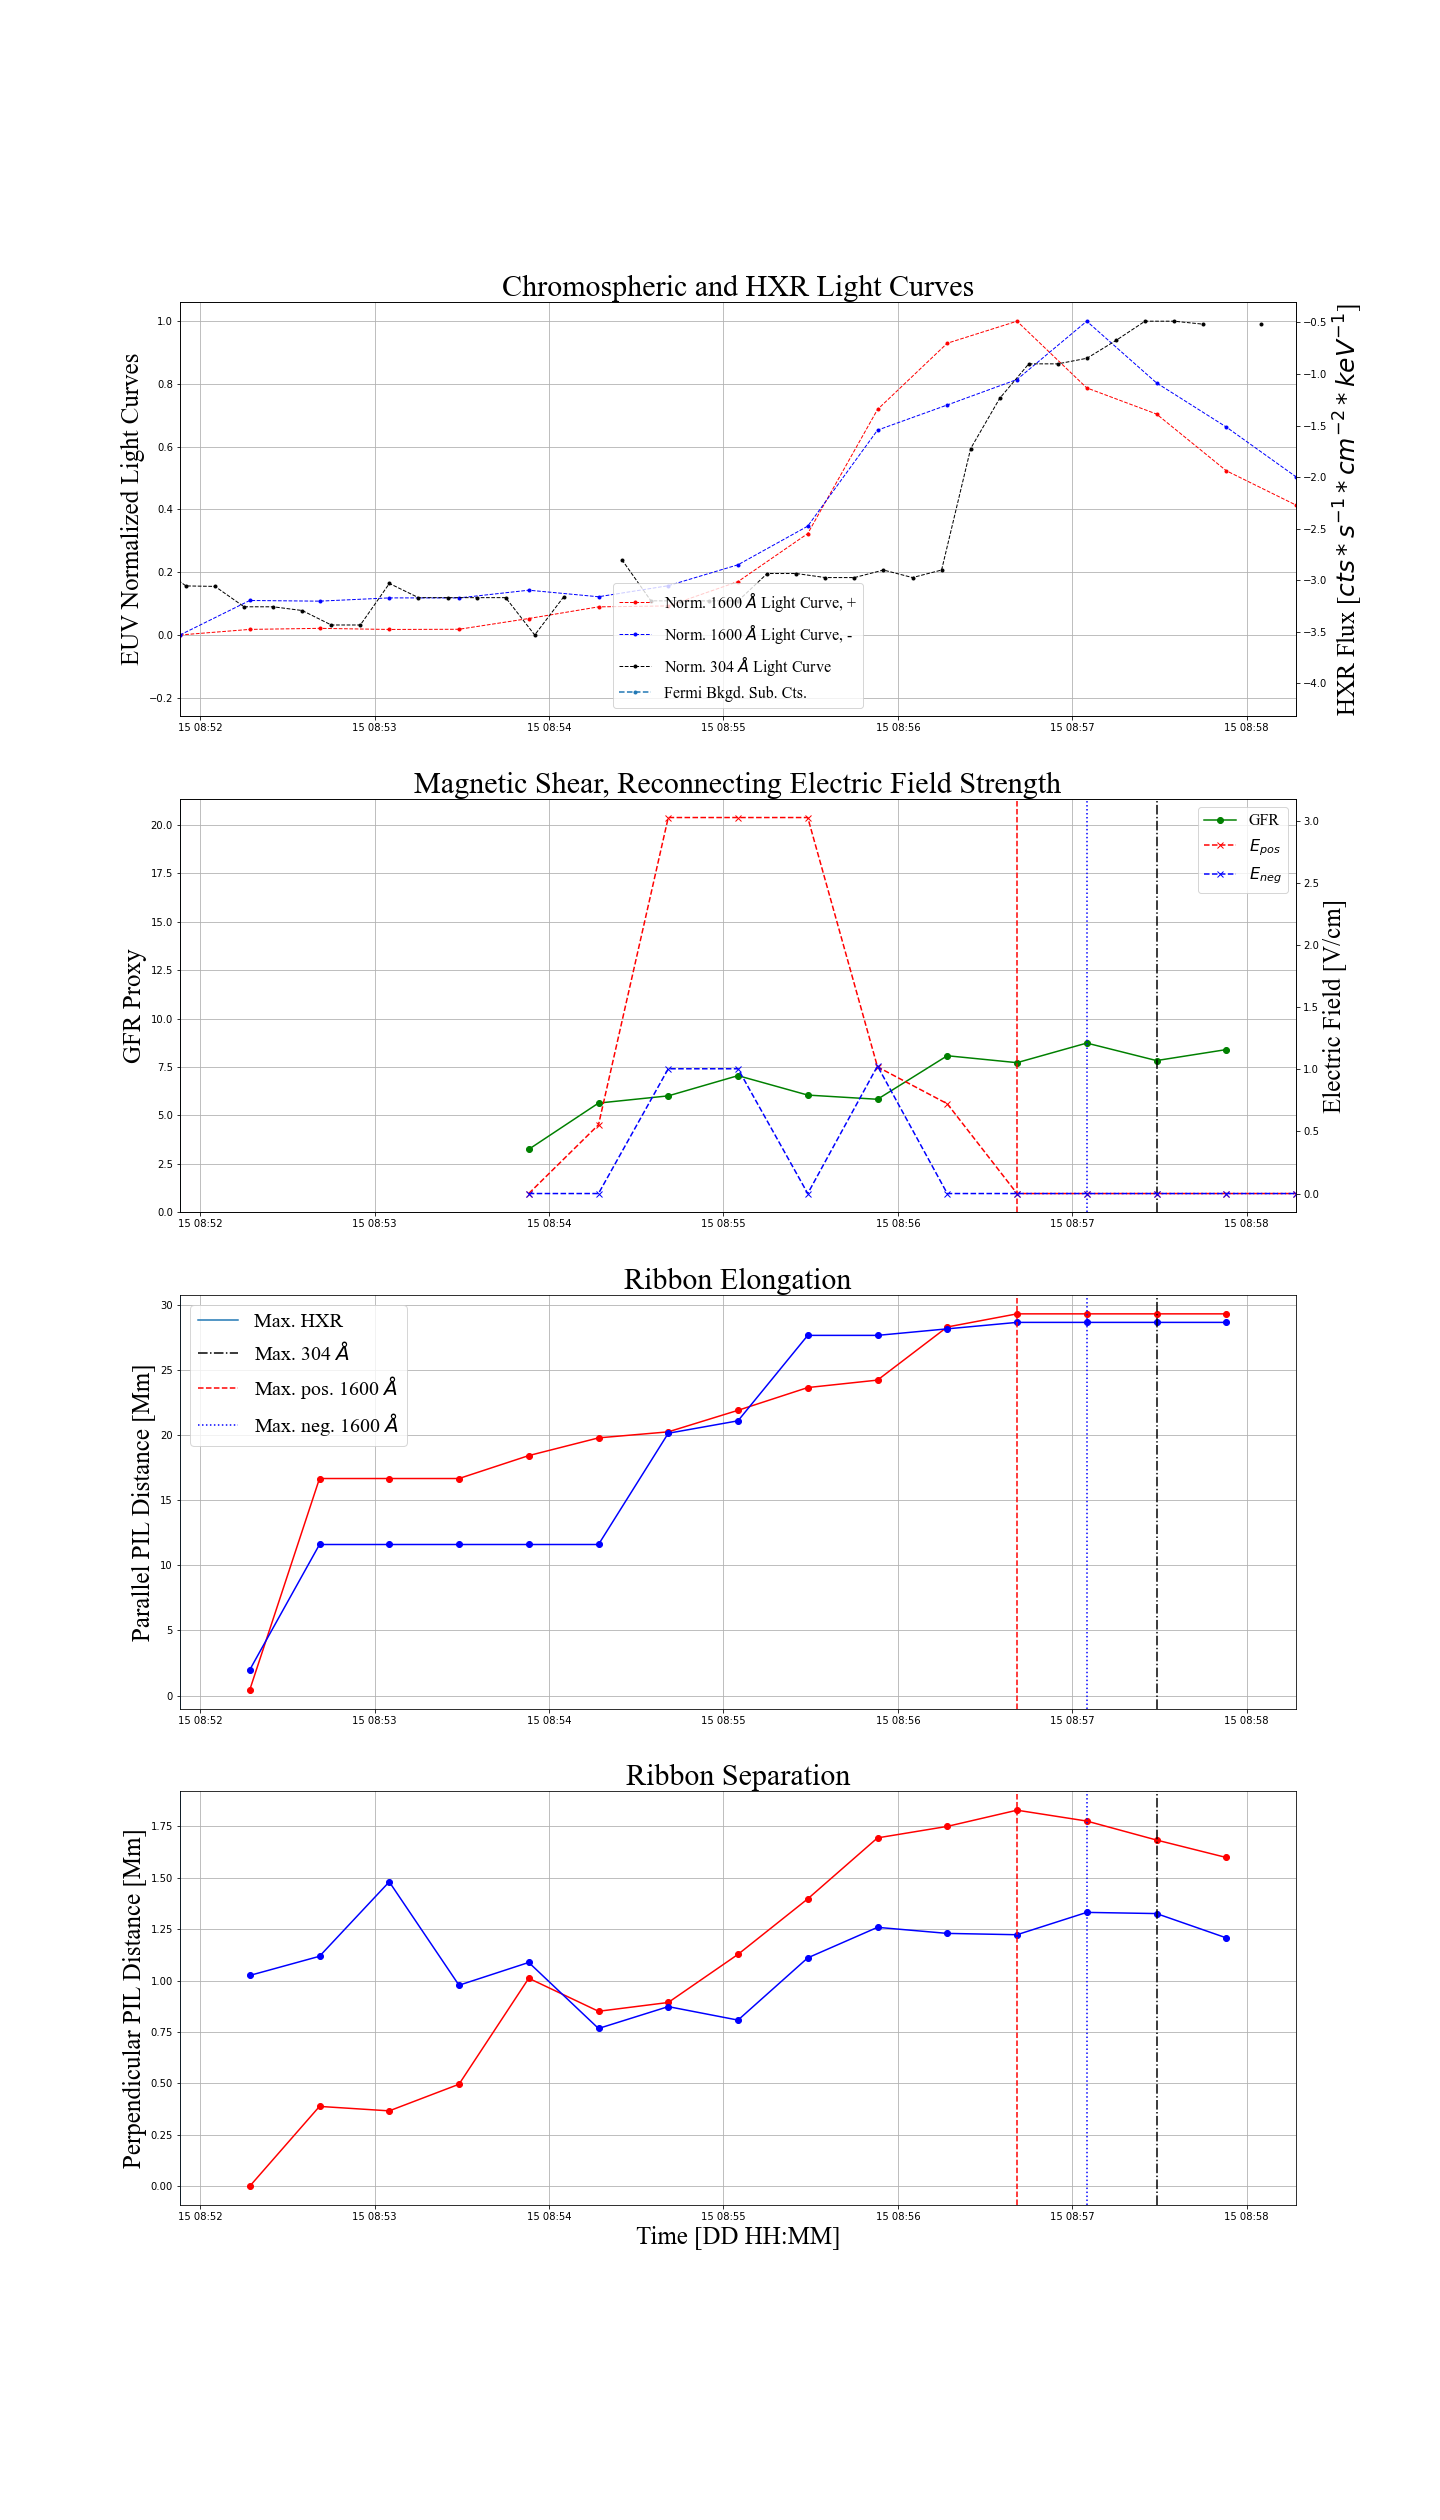 Chromospheric and HXR Light Curves
EUV Normalized Light Curves
1.0
0.8
0.6
0.4
0.2
0.0
−0.2
−0.5
−1.0
−1.5
−2.0
−2.5
−3.0
−3.5
−4.0
HXR Flux [cts * s⁻¹ * cm⁻² * keV⁻¹]
Norm. 1600 Å Light Curve, +
Norm. 1600 Å Light Curve, -
Norm. 304 Å Light Curve
Fermi Bkgd. Sub. Cts.
15 08:52 15 08:53 15 08:54 15 08:55 15 08:56 15 08:57 15 08:58
Magnetic Shear, Reconnecting Electric Field Strength
GFR Proxy
20.0
17.5
15.0
12.5
10.0
7.5
5.0
2.5
0.0
GFR
E_pos
E_neg
3.0
2.5
2.0
1.5
1.0
0.5
0.0
Electric Field [V/cm]
15 08:52 15 08:53 15 08:54 15 08:55 15 08:56 15 08:57 15 08:58
Ribbon Elongation
Parallel PIL Distance [Mm]
30
25
20
15
10
5
0
Max. HXR
Max. 304 Å
Max. pos. 1600 Å
Max. neg. 1600 Å
15 08:52 15 08:53 15 08:54 15 08:55 15 08:56 15 08:57 15 08:58
Ribbon Separation
Perpendicular PIL Distance [Mm]
1.75
1.50
1.25
1.00
0.75
0.50
0.25
0.00
15 08:52 15 08:53 15 08:54 15 08:55 15 08:56 15 08:57 15 08:58
Time [DD HH:MM]